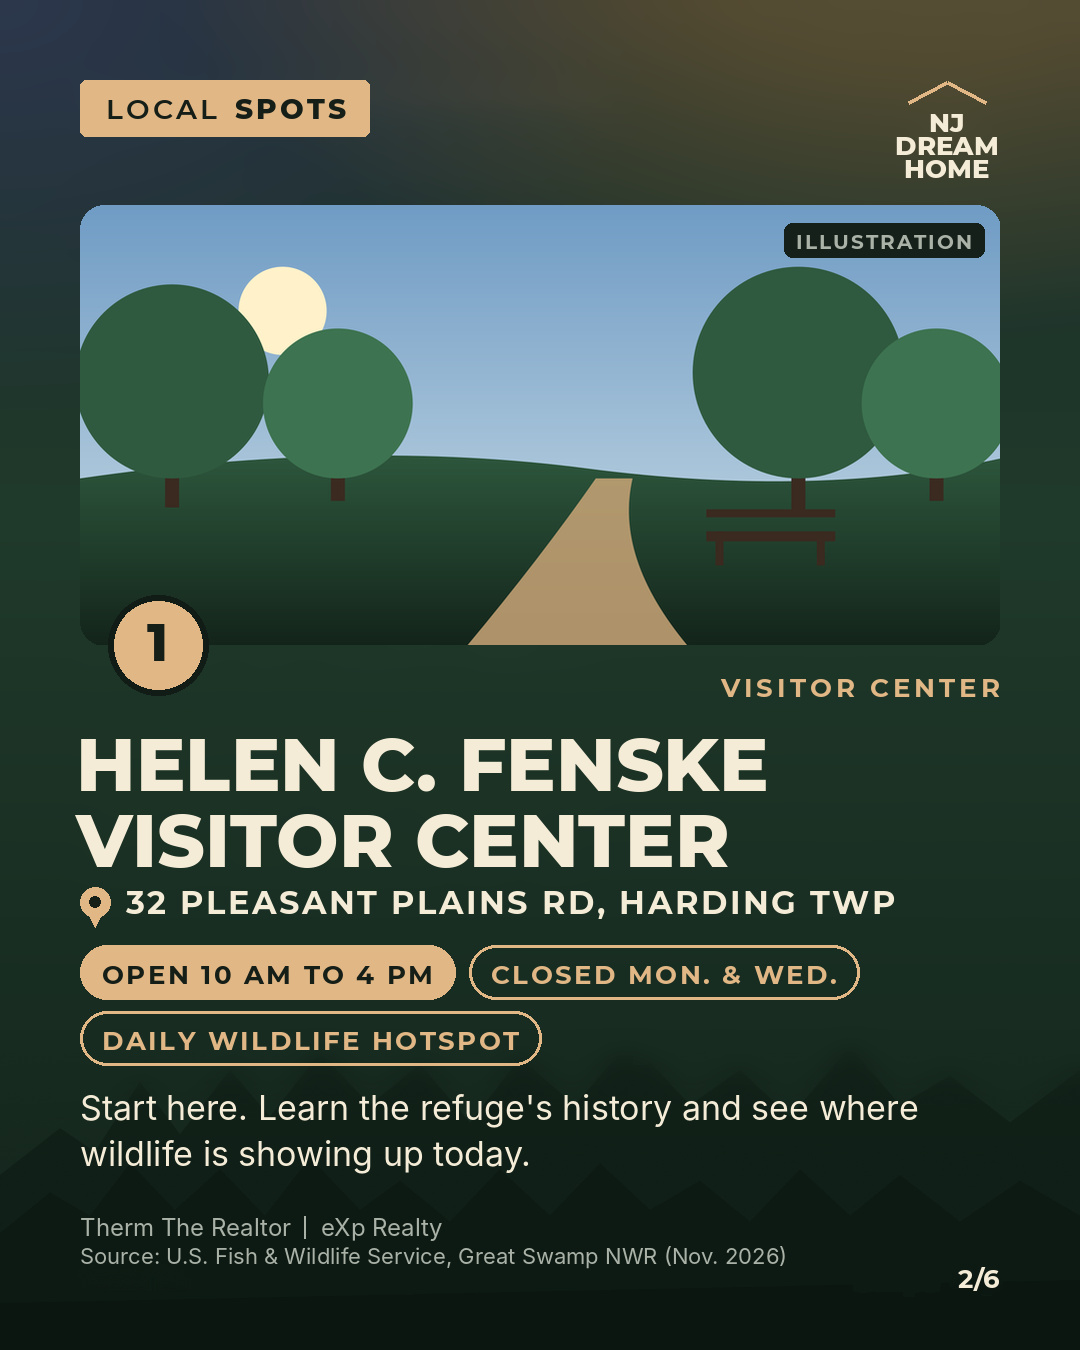 LOCAL SPOTS
NJ
DREAM
HOME
ILLUSTRATION
1
VISITOR CENTER
HELEN C. FENSKE
VISITOR CENTER
32 PLEASANT PLAINS RD, HARDING TWP
OPEN 10 AM TO 4 PM
CLOSED MON. & WED.
DAILY WILDLIFE HOTSPOT
Start here. Learn the refuge's history and see where
wildlife is showing up today.
Therm The Realtor | eXp Realty
Source: U.S. Fish & Wildlife Service, Great Swamp NWR (Nov. 2026)
2/6